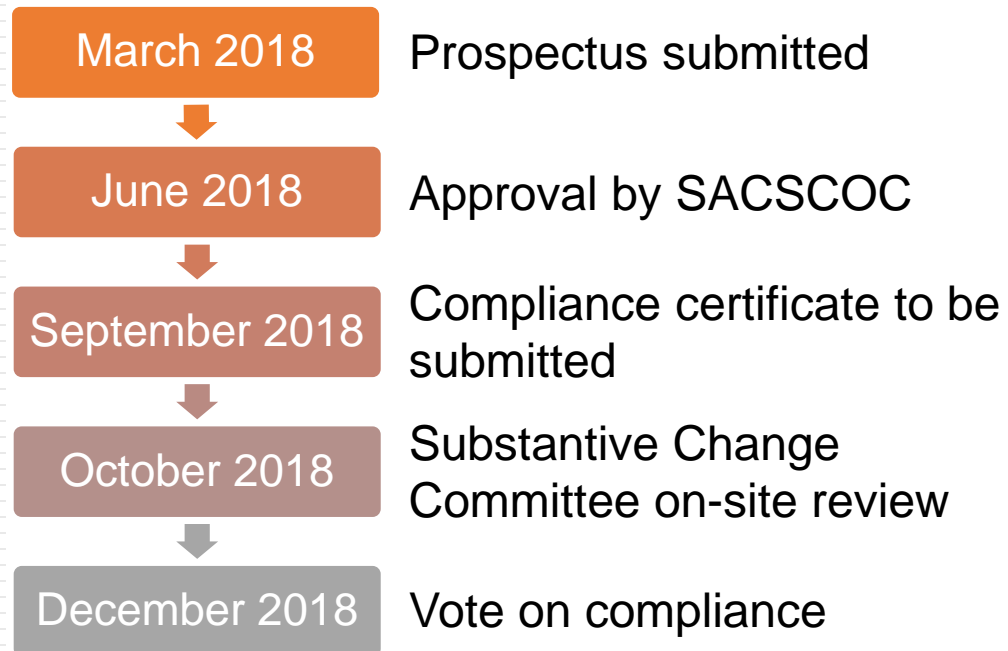 March 2018
Prospectus submitted
June 2018
Approval by SACSCOC
September 2018
Compliance certificate to be
submitted
October 2018
Substantive Change
Committee on-site review
December 2018
Vote on compliance